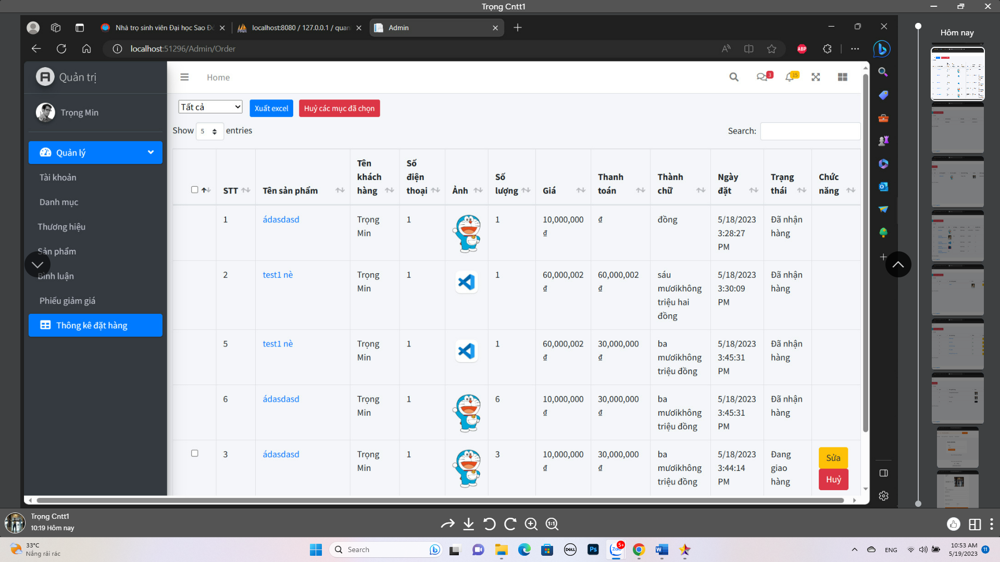 Trọng Cntt1
Nhà trọ sinh viên Đại học Sao Đỏ
localhost:8080 / 127.0.0.1 / quan
Admin
localhost:51296/Admin/Order
ABP
Hôm nay
Quản trị
Trọng Min
Quản lý
Tài khoản
Danh mục
Thương hiệu
Sản phẩm
Bình luận
Phiếu giảm giá
Thông kê đặt hàng
Home
3
15
Tất cả
Xuất excel
Huỷ các mục đã chọn
Show 5 entries
Search:
STT
Tên sản phẩm
Tên khách hàng
Số điện thoại
Ảnh
Số lượng
Giá
Thanh toán
Thành chữ
Ngày đặt
Trạng thái
Chức năng
1 ádasdasd Trọng Min 1 1 10,000,000 đ đ đồng 5/18/2023 3:28:27 PM Đã nhận hàng
2 test1 nè Trọng Min 1 1 60,000,002 đ 60,000,002 đ sáu mươikhông triệu hai đồng 5/18/2023 3:30:09 PM Đã nhận hàng
5 test1 nè Trọng Min 1 1 60,000,002 đ 30,000,000 đ ba mươikhông triệu đồng 5/18/2023 3:45:31 PM Đã nhận hàng
6 ádasdasd Trọng Min 1 6 10,000,000 đ 30,000,000 đ ba mươikhông triệu đồng 5/18/2023 3:45:31 PM Đã nhận hàng
3 ádasdasd Trọng Min 1 3 10,000,000 đ 30,000,000 đ ba mươikhông triệu đồng 5/18/2023 3:44:14 PM Đang giao hàng Sửa Huỷ
Trọng Cntt1
10:19 Hôm nay
1:1
33°C
Nắng rải rác
Search
DELL
Ps
Zalo
5+
ENG
10:53 AM
5/19/2023
11